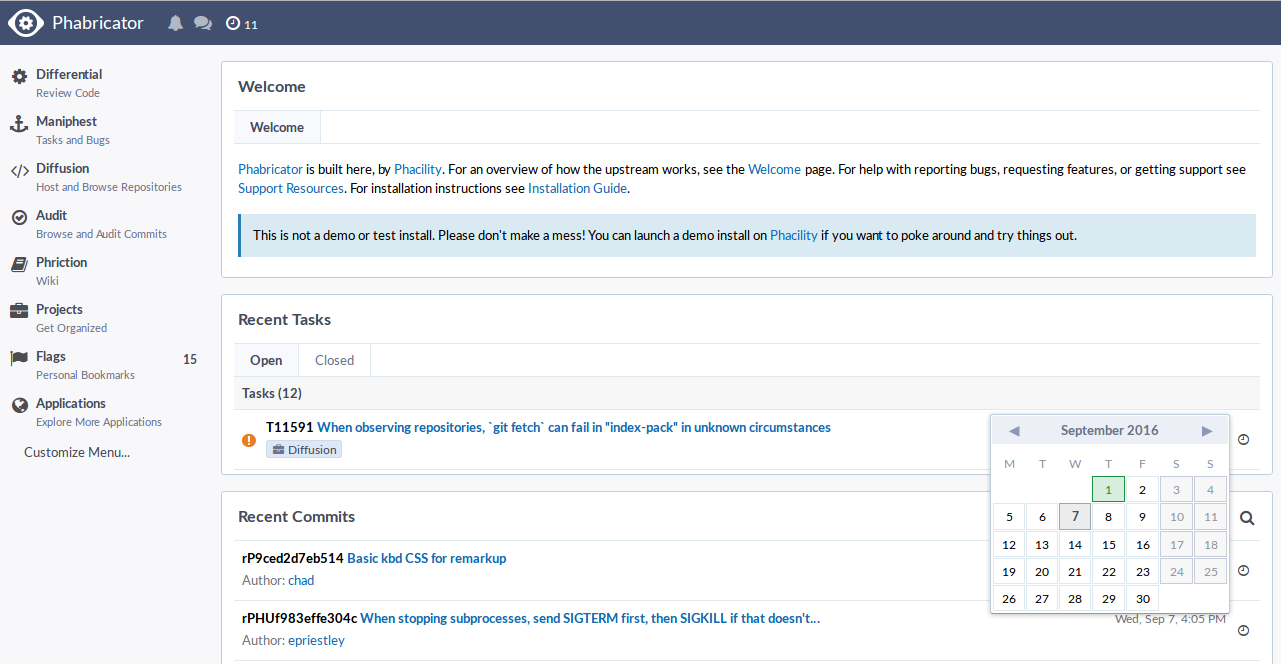 Phabricator 11
Differential
Review Code
Maniphest
Tasks and Bugs
Diffusion
Host and Browse Repositories
Audit
Browse and Audit Commits
Phriction
Wiki
Projects
Get Organized
Flags 15
Personal Bookmarks
Applications
Explore More Applications
Customize Menu...
Welcome
Welcome
Phabricator is built here, by Phacility. For an overview of how the upstream works, see the Welcome page. For help with reporting bugs, requesting features, or getting support see
Support Resources. For installation instructions see Installation Guide.
This is not a demo or test install. Please don't make a mess! You can launch a demo install on Phacility if you want to poke around and try things out.
Recent Tasks
Open Closed
Tasks (12)
T11591 When observing repositories, `git fetch` can fail in "index-pack" in unknown circumstances
Diffusion
Recent Commits
rP9ced2d7eb514 Basic kbd CSS for remarkup
Author: chad
rPHUf983effe304c When stopping subprocesses, send SIGTERM first, then SIGKILL if that doesn't...
Author: epriestley
Wed, Sep 7, 4:05 PM
◀ September 2016 ▶
M T W T F S S
1 2 3 4
5 6 7 8 9 10 11
12 13 14 15 16 17 18
19 20 21 22 23 24 25
26 27 28 29 30